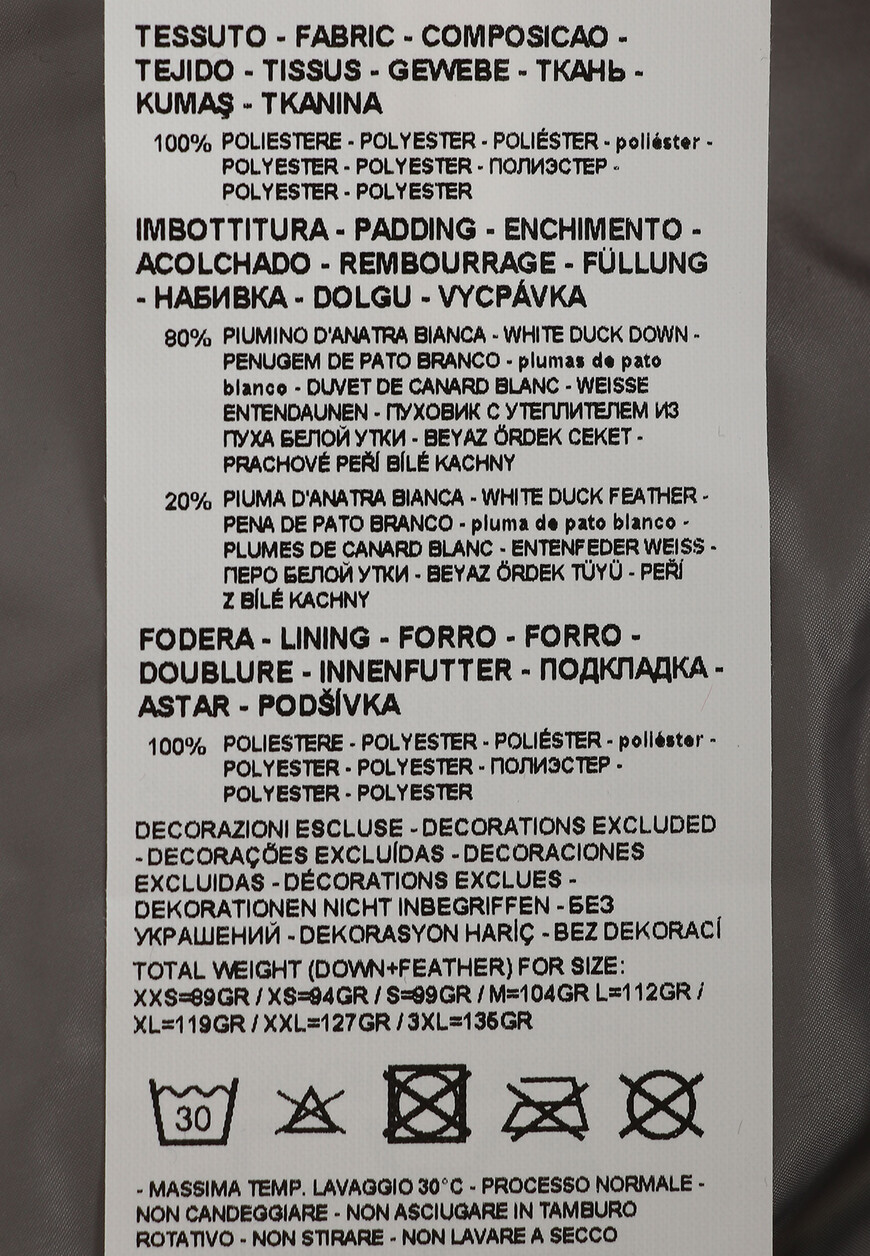 TESSUTO - FABRIC - COMPOSICAO -
TEJIDO - TISSUS - GEWEBE - ТКАНЬ -
KUMAŞ - TKANINA
100% POLIESTERE - POLYESTER - POLIÉSTER - poliéster -
POLYESTER - POLYESTER - ПОЛИЭСТЕР -
POLYESTER - POLYESTER
IMBOTTITURA - PADDING - ENCHIMENTO -
ACOLCHADO - REMBOURRAGE - FÜLLUNG
- НАБИВКА - DOLGU - VYCPÁVKA
80% PIUMINO D'ANATRA BIANCA - WHITE DUCK DOWN -
PENUGEM DE PATO BRANCO - plumas de pato
blanco - DUVET DE CANARD BLANC - WEISSE
ENTENDAUNEN - ПУХОВИК С УТЕПЛИТЕЛЕМ ИЗ
ПУХА БЕЛОЙ УТКИ - BEYAZ ÖRDEK CEKET -
PRACHOVÉ PEŘÍ BÍLÉ KACHNY
20% PIUMA D'ANATRA BIANCA - WHITE DUCK FEATHER -
PENA DE PATO BRANCO - pluma de pato blanco -
PLUMES DE CANARD BLANC - ENTENFEDER WEISS -
ПЕРО БЕЛОЙ УТКИ - BEYAZ ÖRDEK TÜYÜ - PEŘÍ
Z BÍLÉ KACHNY
FODERA - LINING - FORRO - FORRO -
DOUBLURE - INNENFUTTER - ПОДКЛАДКА -
ASTAR - PODŠÍVKA
100% POLIESTERE - POLYESTER - POLIÉSTER - poliéster -
POLYESTER - POLYESTER - ПОЛИЭСТЕР -
POLYESTER - POLYESTER
DECORAZIONI ESCLUSE - DECORATIONS EXCLUDED
- DECORAÇÕES EXCLUÍDAS - DECORACIONES
EXCLUIDAS - DÉCORATIONS EXCLUES -
DEKORATIONEN NICHT INBEGRIFFEN - БЕЗ
УКРАШЕНИЙ - DEKORASYON HARİÇ - BEZ DEKORACÍ
TOTAL WEIGHT (DOWN+FEATHER) FOR SIZE:
XXS=89GR / XS=94GR / S=99GR / M=104GR L=112GR /
XL=119GR / XXL=127GR / 3XL=135GR
30
- MASSIMA TEMP. LAVAGGIO 30°C - PROCESSO NORMALE -
NON CANDEGGIARE - NON ASCIUGARE IN TAMBURO
ROTATIVO - NON STIRARE - NON LAVARE A SECCO